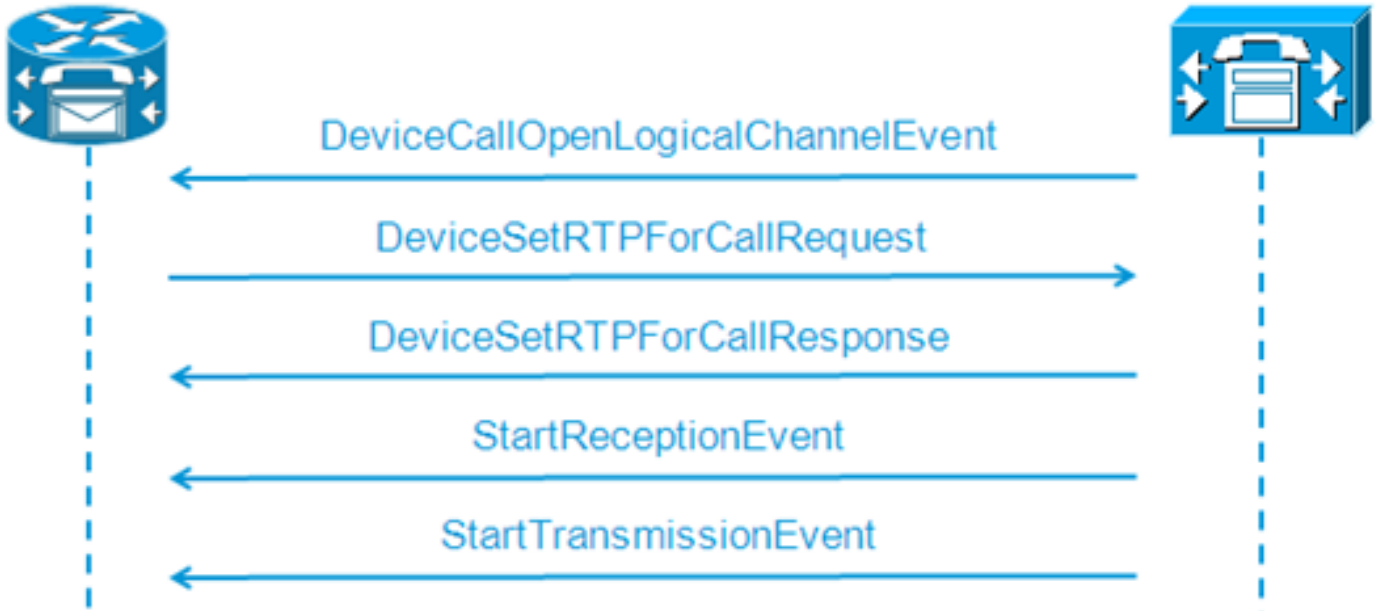 DeviceCallOpenLogicalChannelEvent
DeviceSetRTPForCallRequest
DeviceSetRTPForCallResponse
StartReceptionEvent
StartTransmissionEvent